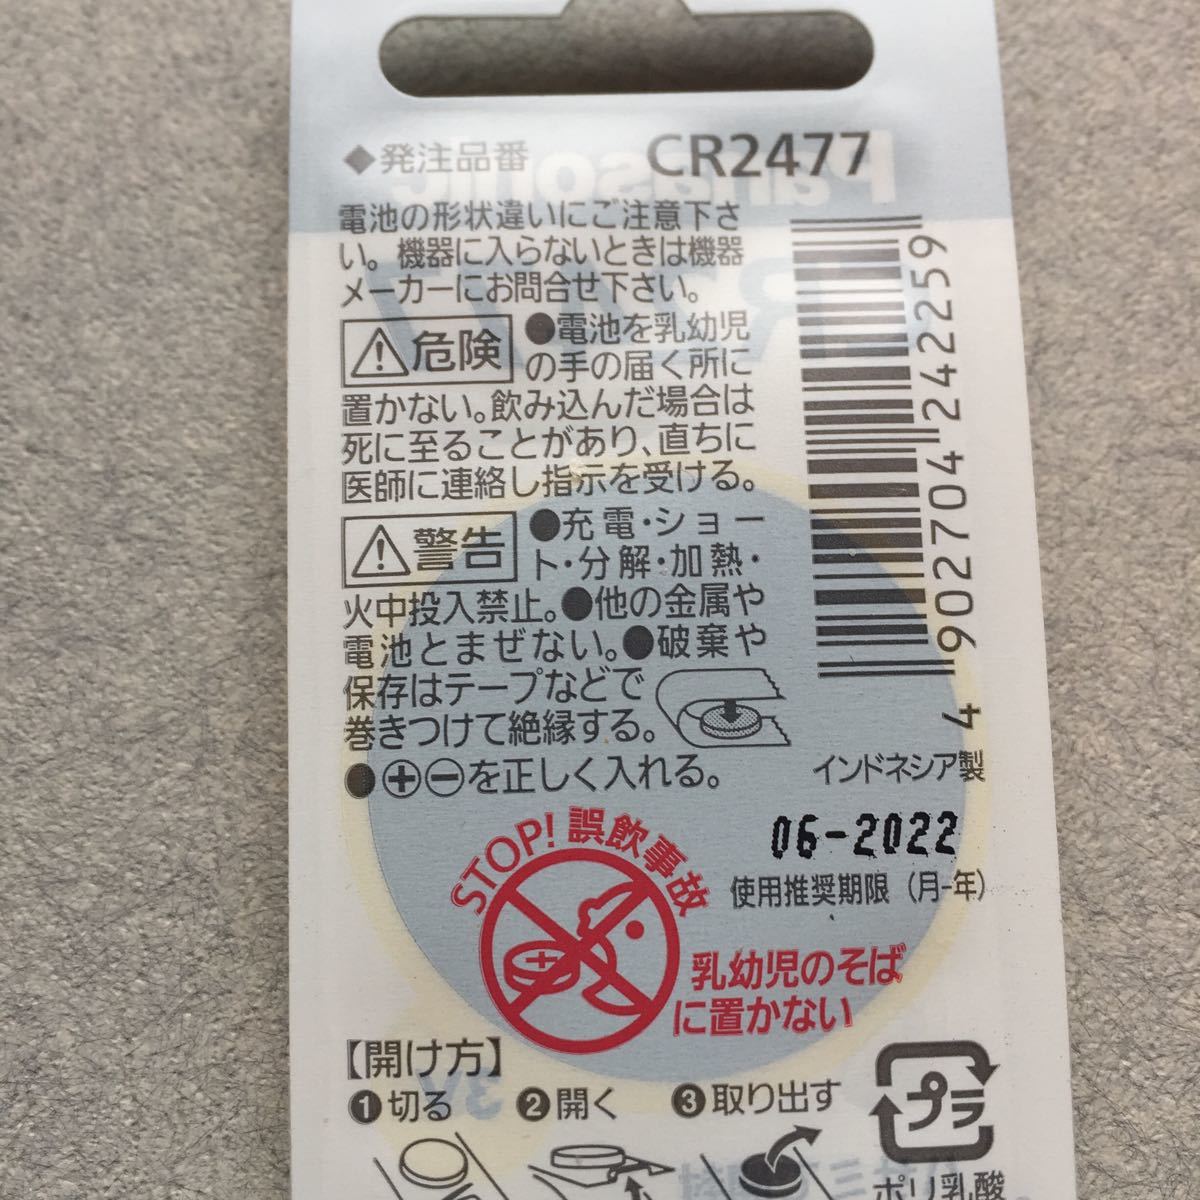 ◆発注品番 CR2477
電池の形状違いにご注意下さ
い。機器に入らないときは機器
メーカーにお問合せ下さい。
⚠危険 ●電池を乳幼児
の手の届く所に
置かない。飲み込んだ場合は
死に至ることがあり、直ちに
医師に連絡し指示を受ける。
⚠警告 ●充電・ショー
ト・分解・加熱・
火中投入禁止。●他の金属や
電池とまぜない。●破棄や
保存はテープなどで
巻きつけて絶縁する。
●⊕⊖を正しく入れる。
4 902704 242259
インドネシア製
06-2022
使用推奨期限（月-年）
STOP!誤飲事故
乳幼児のそば
に置かない
【開け方】
❶切る ❷開く ❸取り出す
プラ
ポリ乳酸
Panasonic
3V